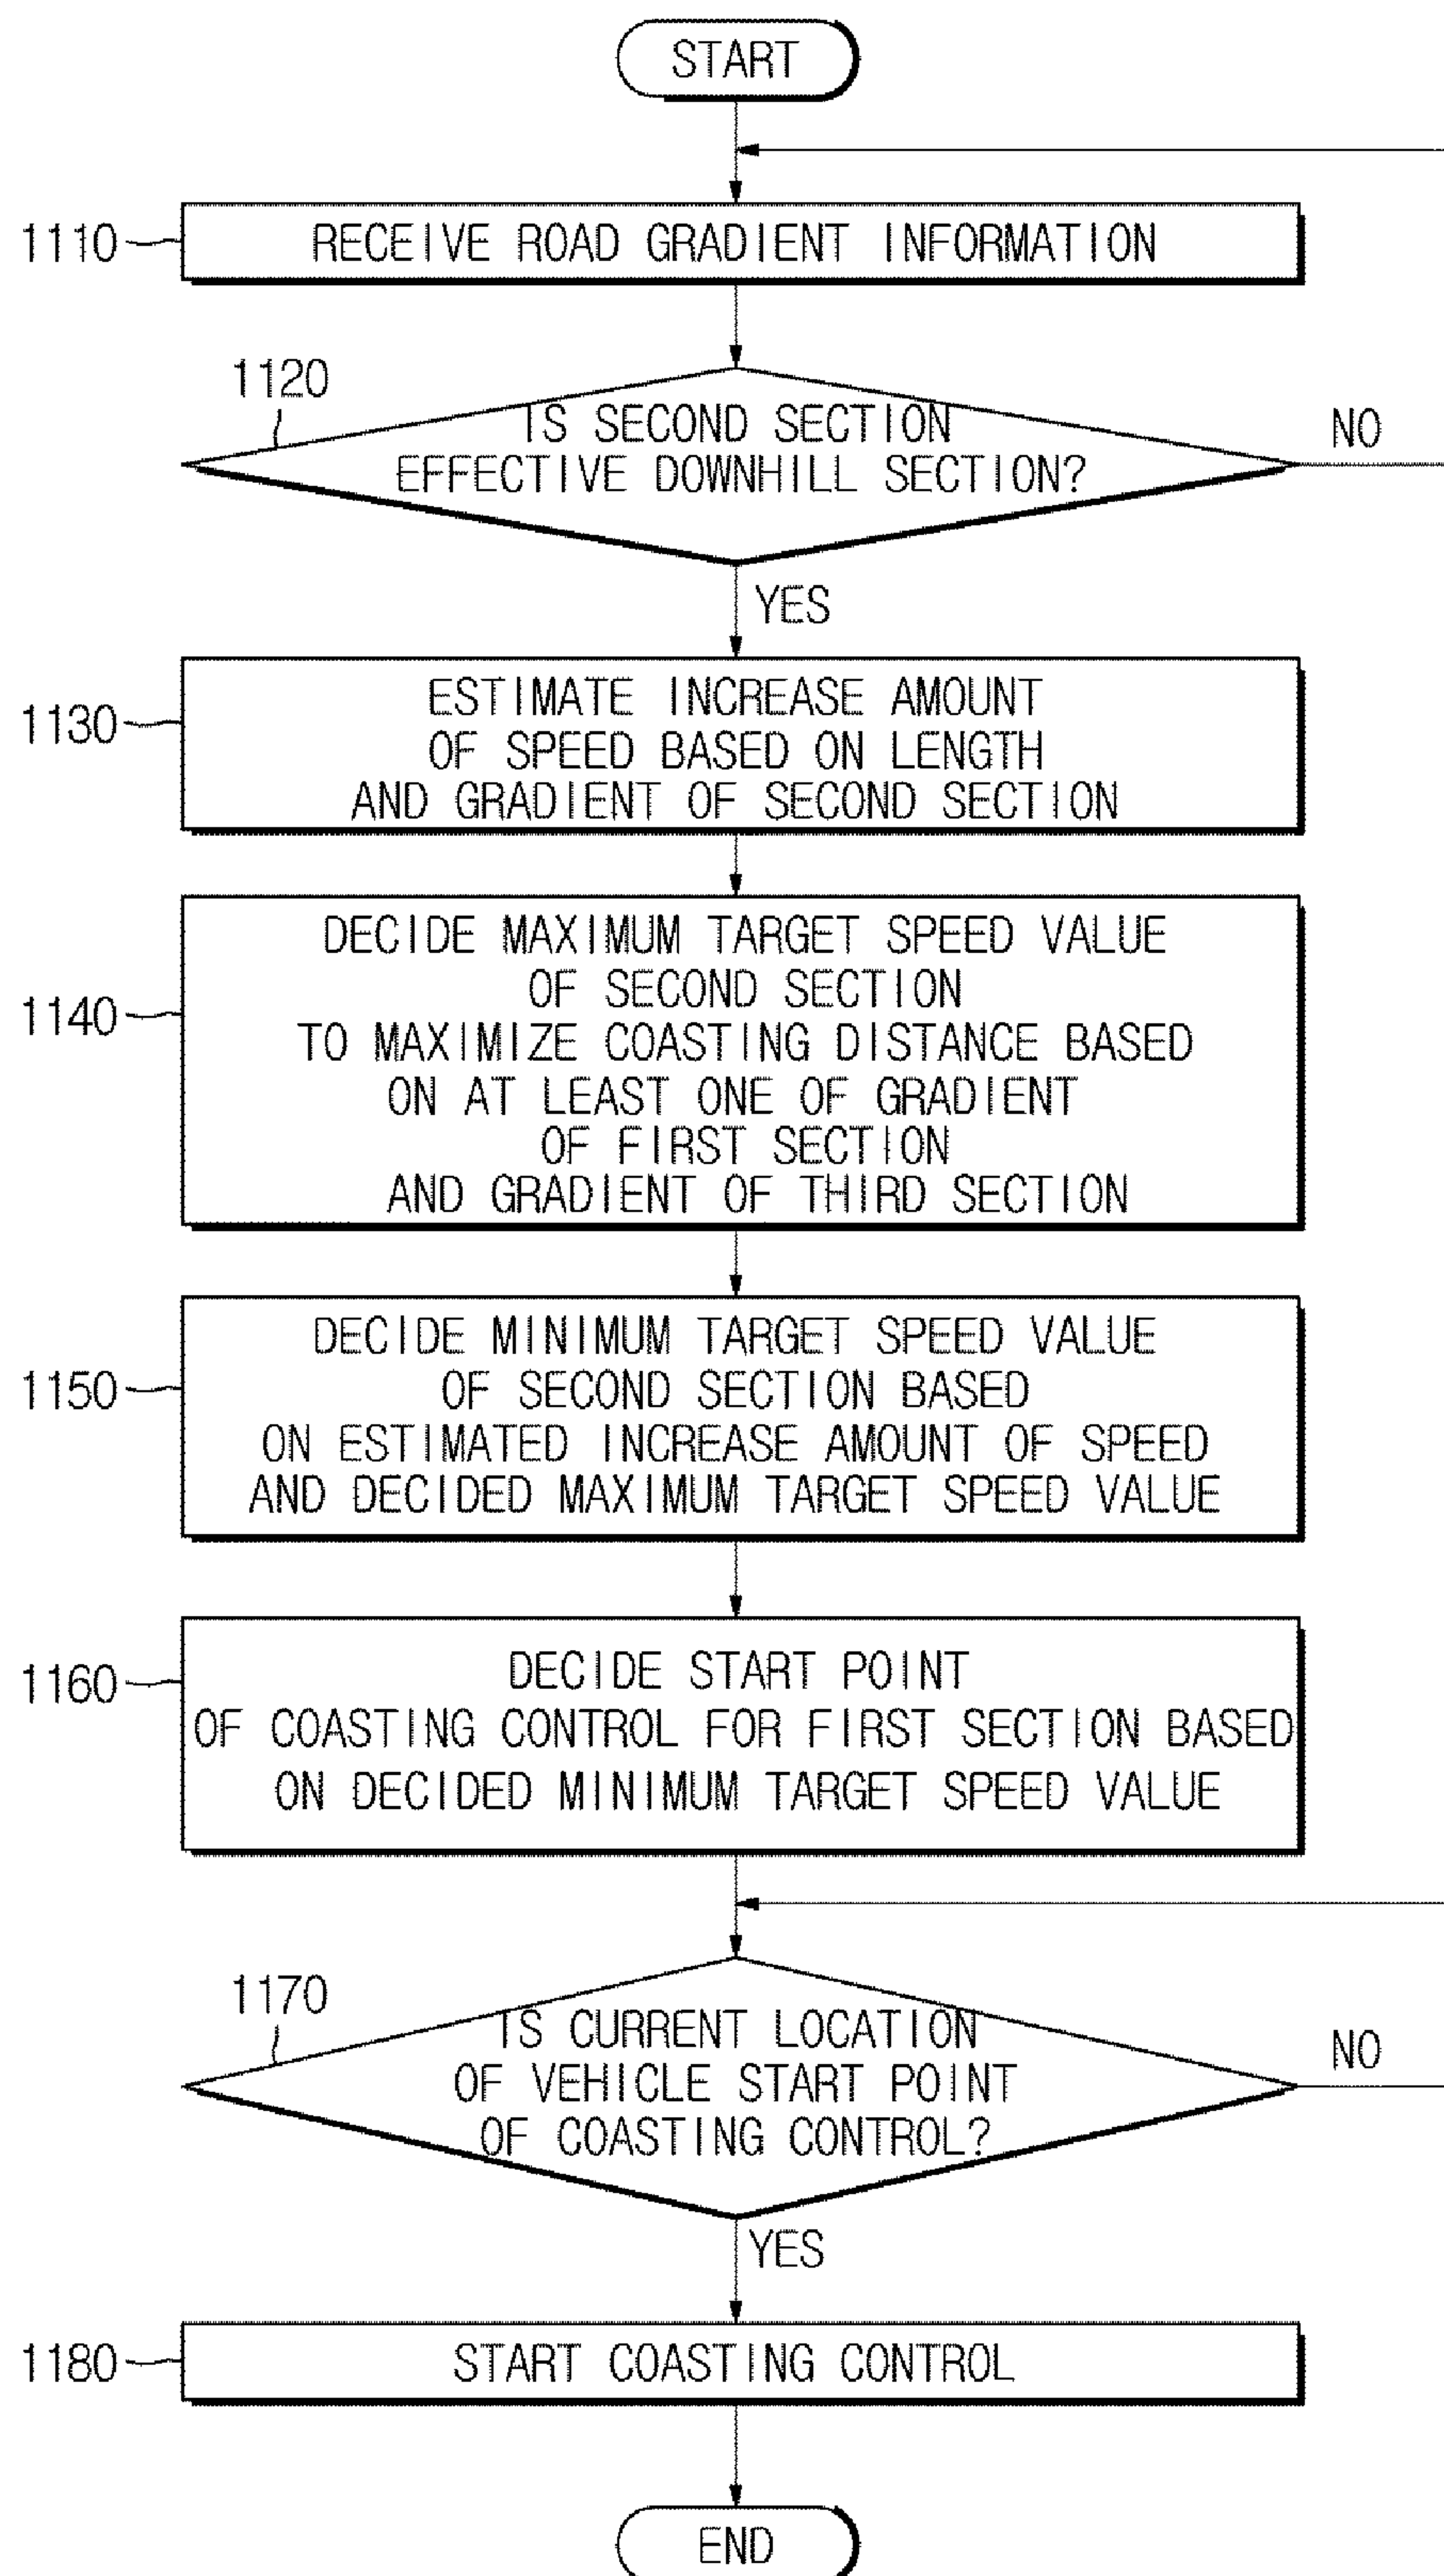 START
1110
RECEIVE ROAD GRADIENT INFORMATION
1120
IS SECOND SECTION
EFFECTIVE DOWNHILL SECTION?
NO
YES
1130
ESTIMATE INCREASE AMOUNT
OF SPEED BASED ON LENGTH
AND GRADIENT OF SECOND SECTION
1140
DECIDE MAXIMUM TARGET SPEED VALUE
OF SECOND SECTION
TO MAXIMIZE COASTING DISTANCE BASED
ON AT LEAST ONE OF GRADIENT
OF FIRST SECTION
AND GRADIENT OF THIRD SECTION
1150
DECIDE MINIMUM TARGET SPEED VALUE
OF SECOND SECTION BASED
ON ESTIMATED INCREASE AMOUNT OF SPEED
AND DECIDED MAXIMUM TARGET SPEED VALUE
1160
DECIDE START POINT
OF COASTING CONTROL FOR FIRST SECTION BASED
ON DECIDED MINIMUM TARGET SPEED VALUE
1170
IS CURRENT LOCATION
OF VEHICLE START POINT
OF COASTING CONTROL?
NO
YES
1180
START COASTING CONTROL
END